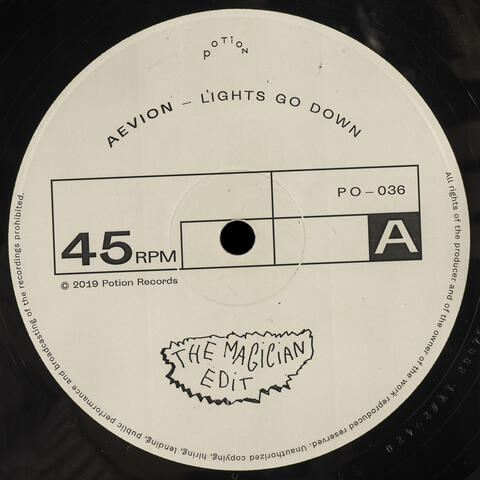 POTION
AEVION – LIGHTS GO DOWN
PO–036
45 RPM
A
© 2019 Potion Records
THE MAGICIAN
EDIT
All rights of the producer and of the owner of the work reproduced reserved. Unauthorized copying, hiring, lending, public performance and broadcasting of the recordings prohibited.